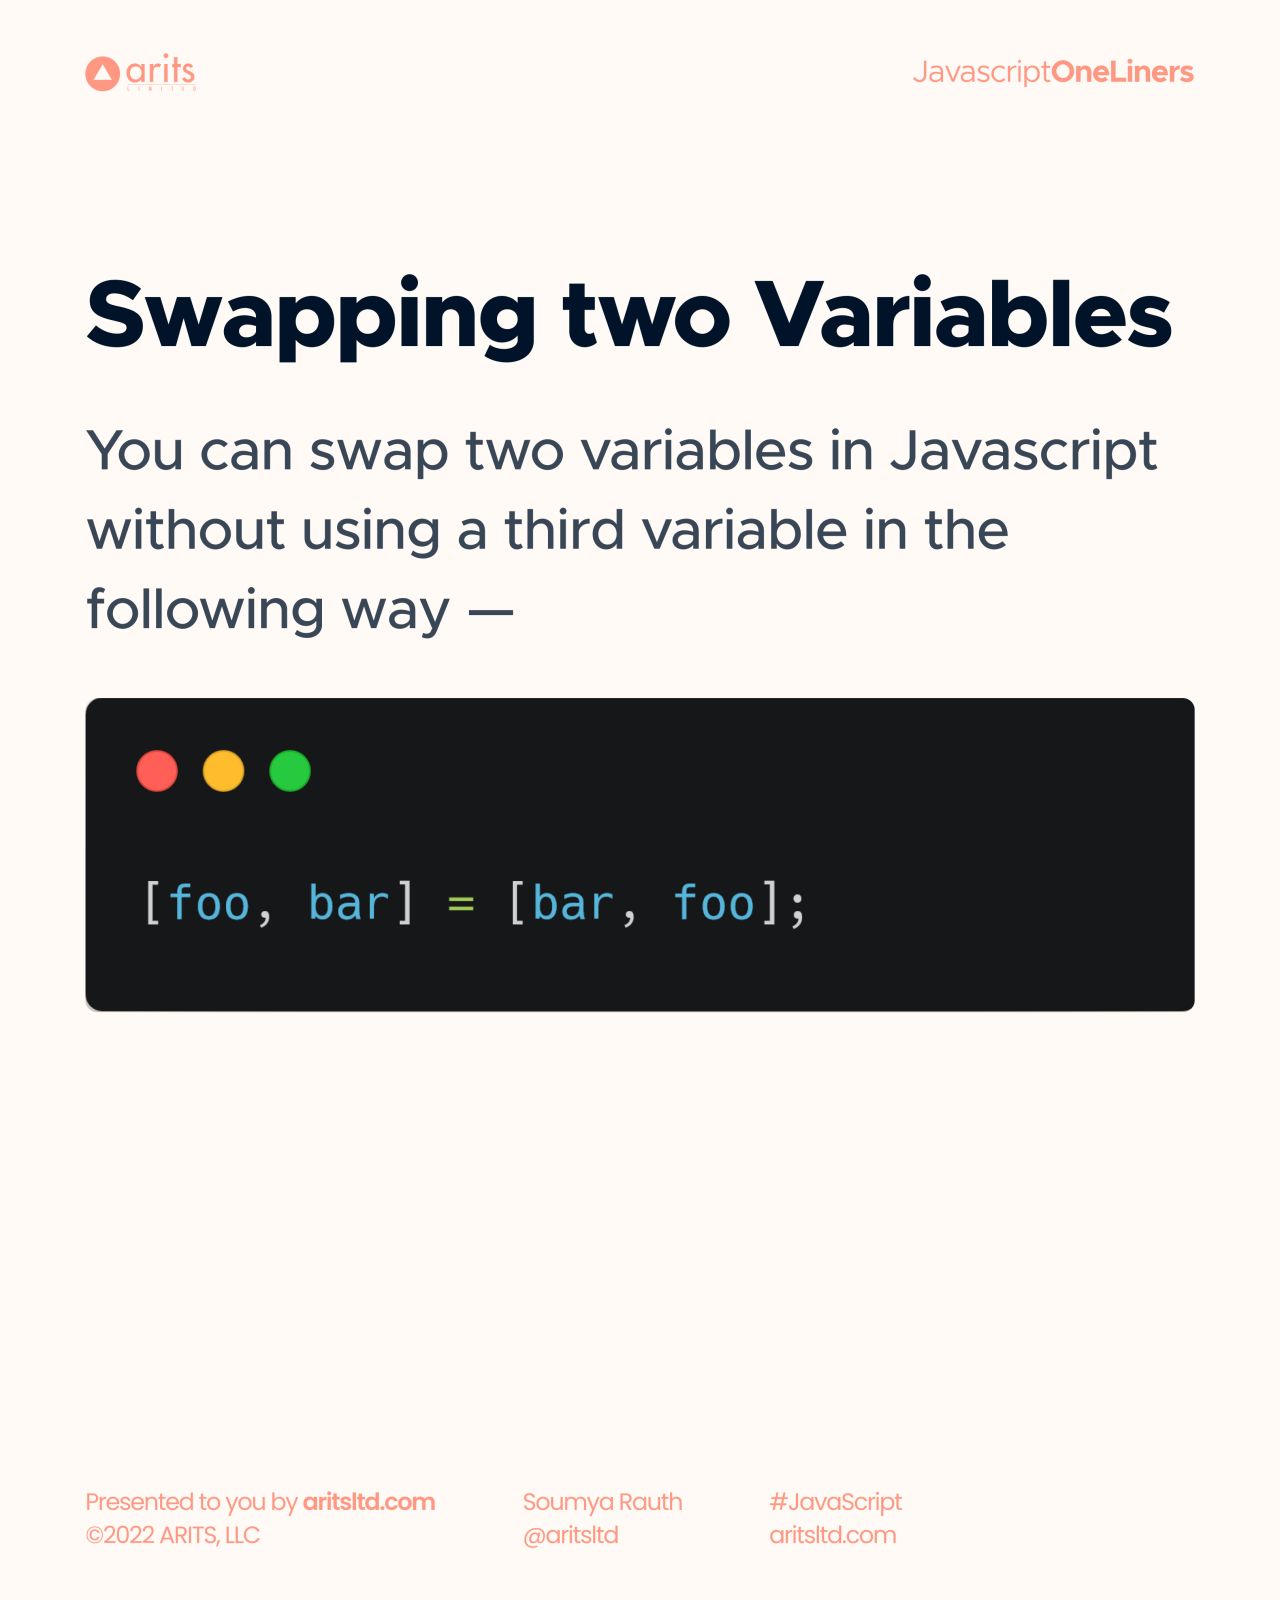 arits
LIMITED
JavascriptOneLiners
Swapping two Variables
You can swap two variables in Javascript
without using a third variable in the
following way —
[foo, bar] = [bar, foo];
Presented to you by aritsltd.com
©2022 ARITS, LLC
Soumya Rauth
@aritsltd
#JavaScript
aritsltd.com